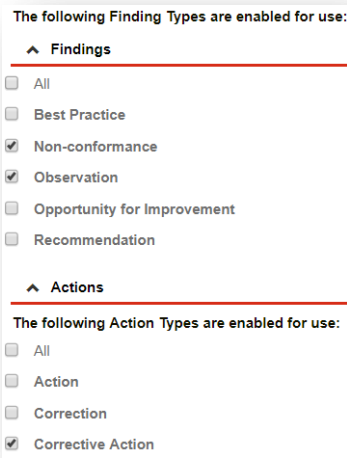 The following Finding Types are enabled for use:
Findings
All
Best Practice
Non-conformance
Observation
Opportunity for Improvement
Recommendation
Actions
The following Action Types are enabled for use:
All
Action
Correction
Corrective Action